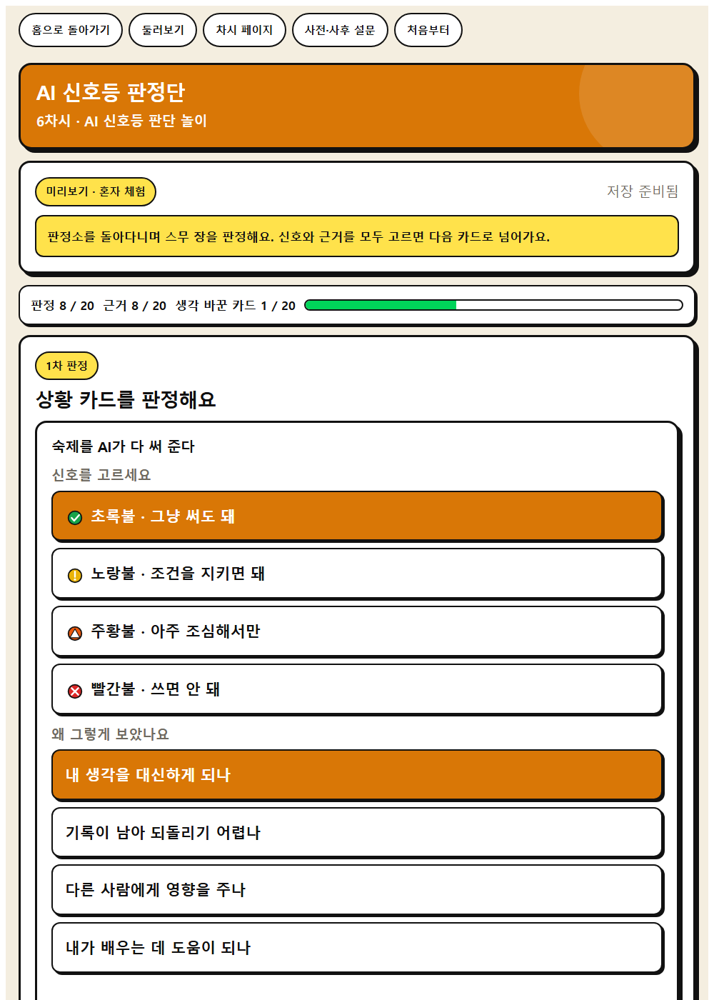 홈으로 돌아가기 둘러보기 차시 페이지 사전·사후 설문 처음부터
AI 신호등 판정단
6차시 · AI 신호등 판단 놀이
미리보기 · 혼자 체험 저장 준비됨
판정소를 돌아다니며 스무 장을 판정해요. 신호와 근거를 모두 고르면 다음 카드로 넘어가요.
판정 8 / 20 근거 8 / 20 생각 바꾼 카드 1 / 20
1차 판정
상황 카드를 판정해요
숙제를 AI가 다 써 준다
신호를 고르세요
초록불 · 그냥 써도 돼
노랑불 · 조건을 지키면 돼
주황불 · 아주 조심해서만
빨간불 · 쓰면 안 돼
왜 그렇게 보았나요
내 생각을 대신하게 되나
기록이 남아 되돌리기 어렵나
다른 사람에게 영향을 주나
내가 배우는 데 도움이 되나